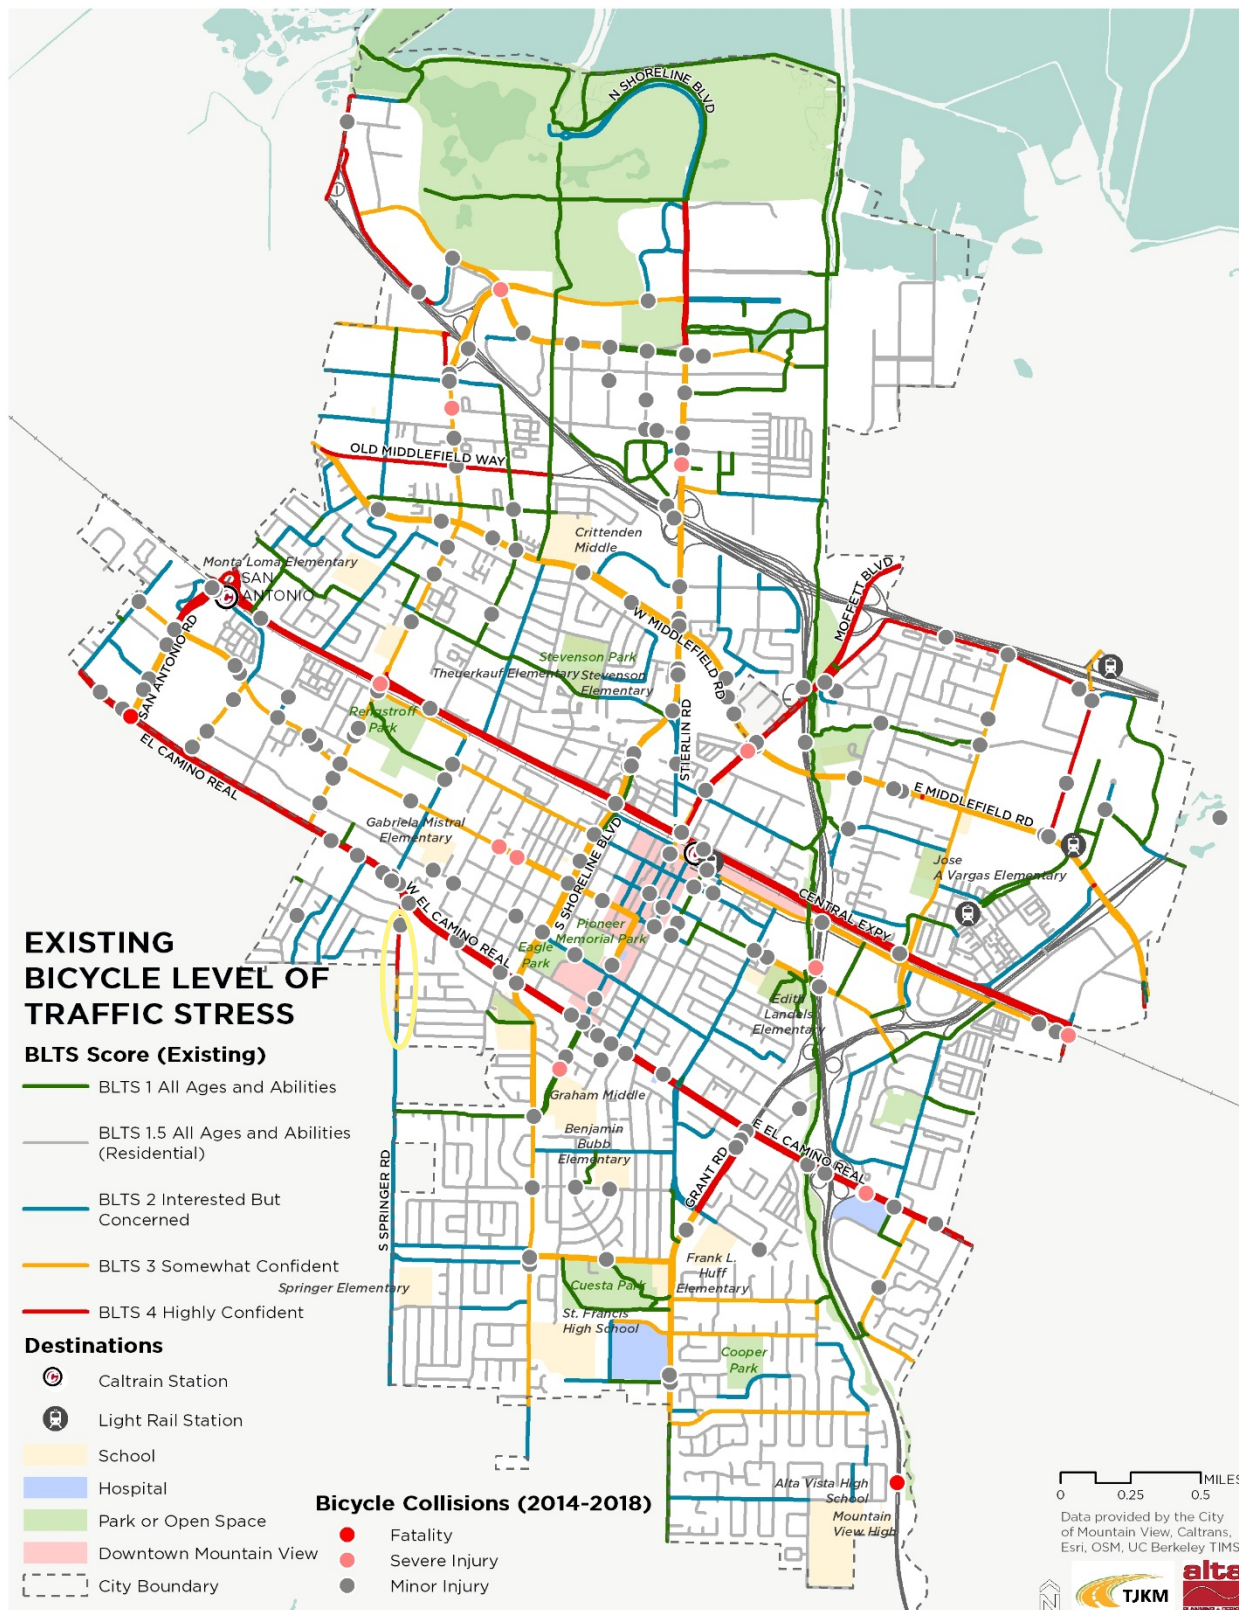 N SHORELINE BLVD
OLD MIDDLEFIELD WAY
Crittenden
Middle
Monta Loma Elementary
SAN
ANTONIO
MOFFETT BLVD
W MIDDLEFIELD RD
SAN ANTONIO RD
Stevenson Park
Theuerkauf Elementary
Stevenson
Elementary
Rengstroff
Park
STIERLIN RD
EL CAMINO REAL
E MIDDLEFIELD RD
Gabriela Mistral
Elementary
S SHORELINE BLVD
Jose
A Vargas Elementary
W EL CAMINO REAL
CENTRAL EXPY
Pioneer
Memorial Park
Eagle
Park
EXISTING
BICYCLE LEVEL OF
TRAFFIC STRESS
Edith
Landels
Elementary
BLTS Score (Existing)
BLTS 1 All Ages and Abilities
BLTS 1.5 All Ages and Abilities
(Residential)
BLTS 2 Interested But
Concerned
BLTS 3 Somewhat Confident
BLTS 4 Highly Confident
Graham Middle
Benjamin
Bubb
Elementary
E EL CAMINO REAL
GRANT RD
S SPRINGER RD
Springer Elementary
Frank L.
Huff
Elementary
Cuesta Park
St. Francis
High School
Cooper
Park
Destinations
Caltrain Station
Light Rail Station
School
Hospital
Park or Open Space
Downtown Mountain View
City Boundary
Bicycle Collisions (2014-2018)
Fatality
Severe Injury
Minor Injury
Alta Vista High
School
Mountain
View High
MILES
0 0.25 0.5
Data provided by the City
of Mountain View, Caltrans,
Esri, OSM, UC Berkeley TIMS
N
TJKM
alta